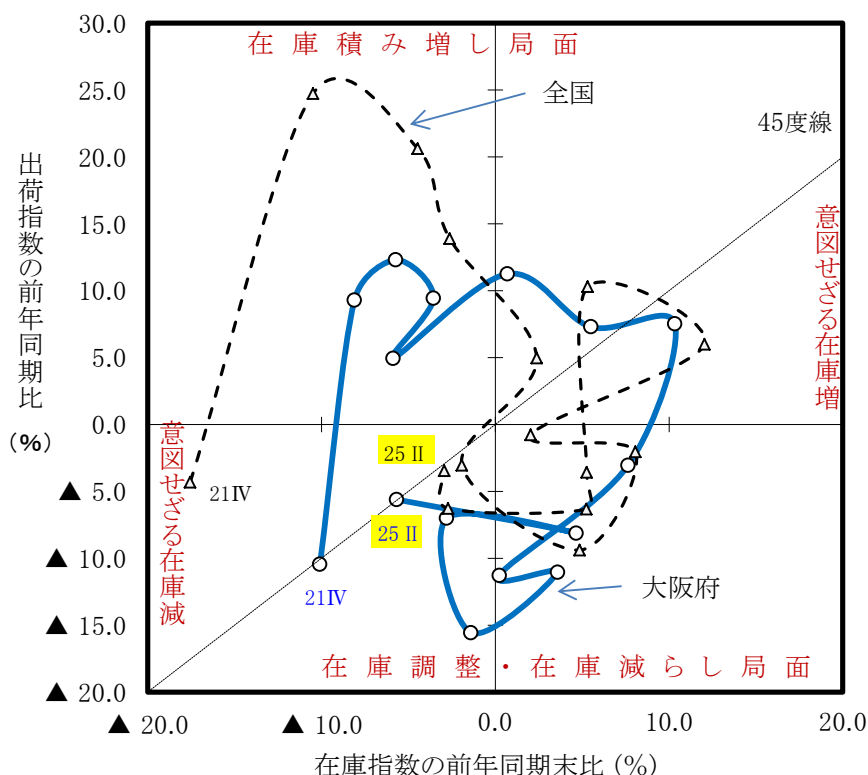 30.0
在庫積み増し局面
25.0
全国
20.0
45度線
15.0
10.0
5.0
0.0
▲ 5.0
▲ 10.0
▲ 15.0
▲ 20.0
出荷指数の前年同期比
(%)
意図せざる在庫増
意図せざる在庫減
25Ⅱ
21Ⅳ
25Ⅱ
21Ⅳ
大阪府
在庫調整・在庫減らし局面
▲ 20.0
▲ 10.0
0.0
10.0
20.0
在庫指数の前年同期末比(%)